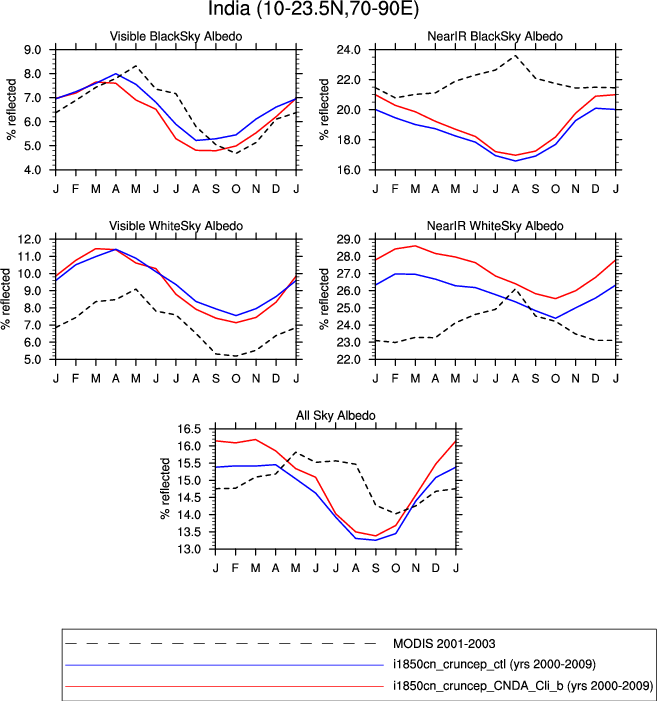 India (10-23.5N,70-90E)
Visible BlackSky Albedo
NearIR BlackSky Albedo
% reflected
9.0
8.0
7.0
6.0
5.0
4.0
J F M A M J J A S O N D J
% reflected
24.0
22.0
20.0
18.0
16.0
J F M A M J J A S O N D J
Visible WhiteSky Albedo
NearIR WhiteSky Albedo
% reflected
12.0
11.0
10.0
9.0
8.0
7.0
6.0
5.0
J F M A M J J A S O N D J
% reflected
29.0
28.0
27.0
26.0
25.0
24.0
23.0
22.0
J F M A M J J A S O N D J
All Sky Albedo
% reflected
16.5
16.0
15.5
15.0
14.5
14.0
13.5
13.0
J F M A M J J A S O N D J
MODIS 2001-2003
i1850cn_cruncep_ctl (yrs 2000-2009)
i1850cn_cruncep_CNDA_Cli_b (yrs 2000-2009)